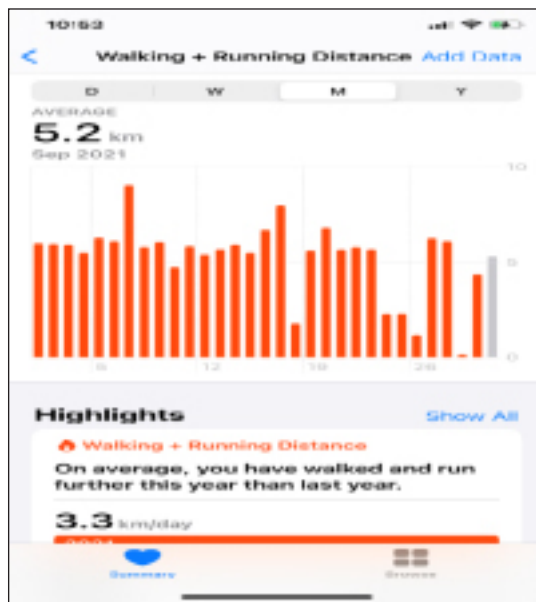 10:53
Walking + Running Distance Add Data
D W M Y
AVERAGE
5.2 km
Sep 2021
10
5
0
5 12 19 26
Highlights Show All
Walking + Running Distance
On average, you have walked and run
further this year than last year.
3.3 km/day
2021
Summary Browse